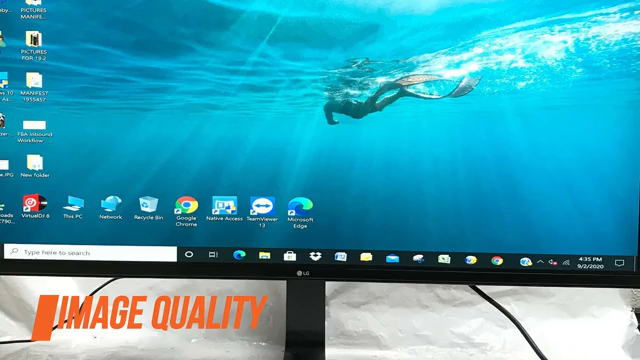 PICTURES
MANIFE...
PICTURES
FOR 19.2
MANIFEST
1955457
FBA Inbound
Workflow...
e.JPG
New folder
VirtualDJ 8
This PC
Network
Recycle Bin
Google
Chrome
Native Access
TeamViewer
13
Microsoft
Edge
Type here to search
4:35 PM
9/2/2020
LG
IMAGE QUALITY